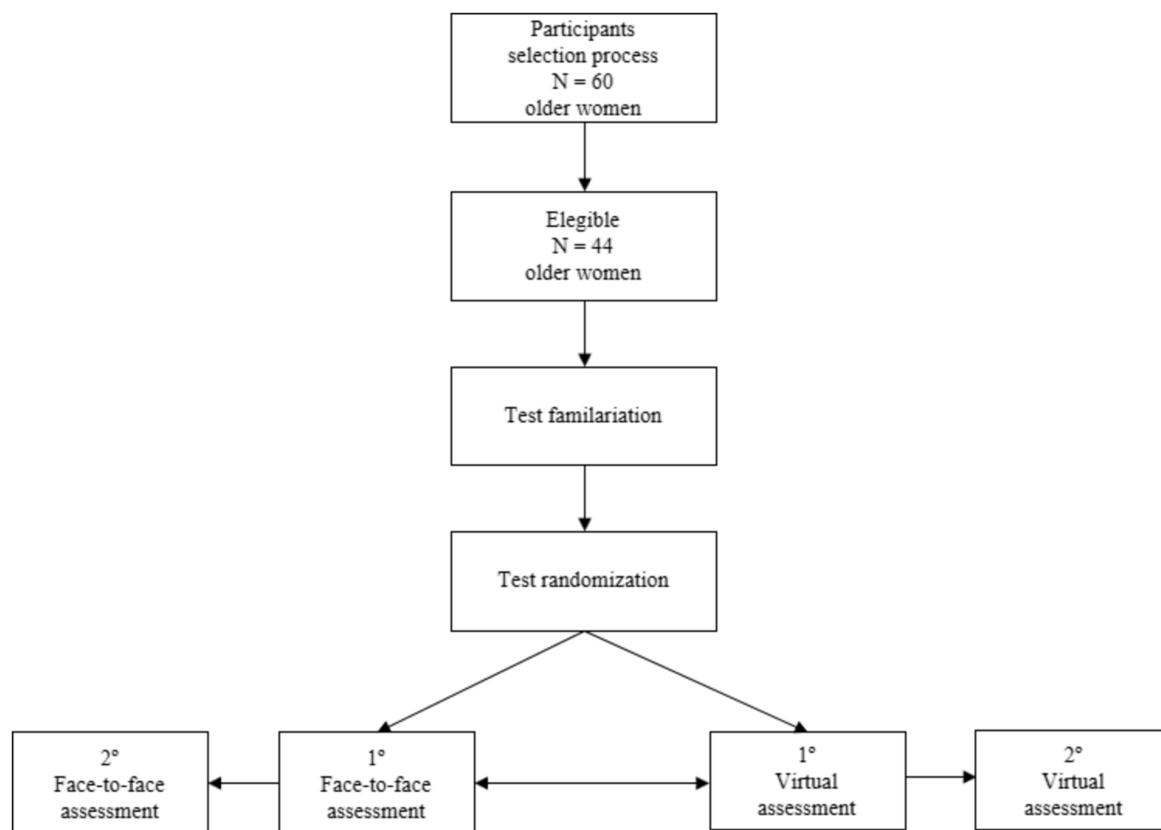 Participants
selection process
N = 60
older women
Elegible
N = 44
older women
Test familariation
Test randomization
2°
Face-to-face
assessment
1°
Face-to-face
assessment
1°
Virtual
assessment
2°
Virtual
assessment